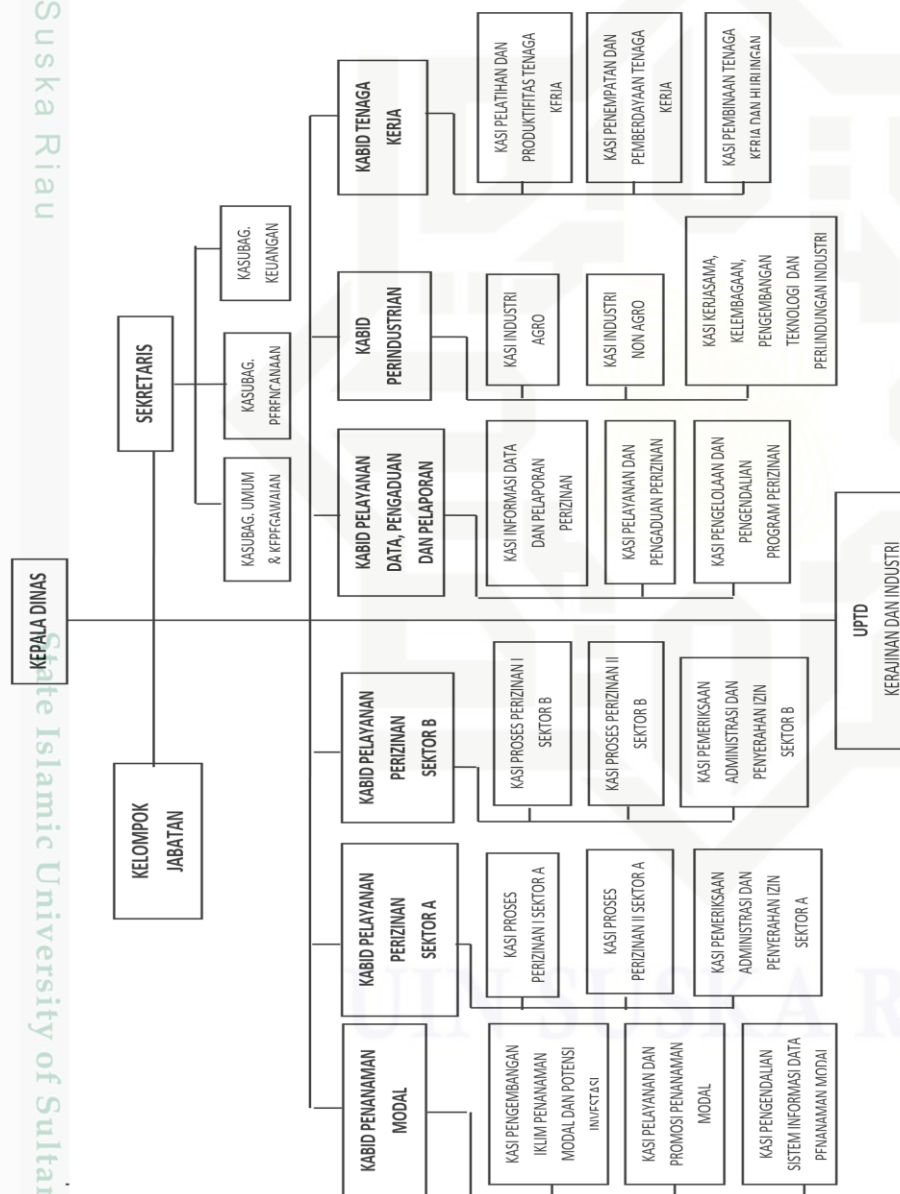 Suska Riau
State Islamic University of Sultan
UIN SUSKA R
KEPALA DINAS
KELOMPOK
JABATAN
SEKRETARIS
KASUBAG. UMUM
& KEPEGAWAIAN
KASUBAG.
PERENCANAAN
KASUBAG.
KEUANGAN
KABID PENANAMAN
MODAL
KASI PENGEMBANGAN
IKLIM PENANAMAN
MODAL DAN POTENSI
INVESTASI
KASI PELAYANAN DAN
PROMOSI PENANAMAN
MODAL
KASI PENGENDALIAN
SISTEM INFORMASI DATA
PENANAMAN MODAL
KABID PELAYANAN
PERIZINAN
SEKTOR A
KASI PROSES
PERIZINAN I SEKTOR A
KASI PROSES
PERIZINAN II SEKTOR A
KASI PEMERIKSAAN
ADMINISTRASI DAN
PENYERAHAN IZIN
SEKTOR A
KABID PELAYANAN
PERIZINAN
SEKTOR B
KASI PROSES PERIZINAN I
SEKTOR B
KASI PROSES PERIZINAN II
SEKTOR B
KASI PEMERIKSAAN
ADMINISTRASI DAN
PENYERAHAN IZIN
SEKTOR B
KABID PELAYANAN
DATA, PENGADUAN
DAN PELAPORAN
KASI INFORMASI DATA
DAN PELAPORAN
PERIZINAN
KASI PELAYANAN DAN
PENGADUAN PERIZINAN
KASI PENGELOLAAN DAN
PENGENDALIAN
PROGRAM PERIZINAN
KABID
PERINDUSTRIAN
KASI INDUSTRI
AGRO
KASI INDUSTRI
NON AGRO
KASI KERJASAMA,
KELEMBAGAAN,
PENGEMBANGAN
TEKNOLOGI DAN
PERLINDUNGAN INDUSTRI
KABID TENAGA
KERJA
KASI PELATIHAN DAN
PRODUKTIFITAS TENAGA
KERJA
KASI PENEMPATAN DAN
PEMBERDAYAAN TENAGA
KERJA
KASI PEMBINAAN TENAGA
KERJA DAN HUBUNGAN
UPTD
KERAJINAN DAN INDUSTRI